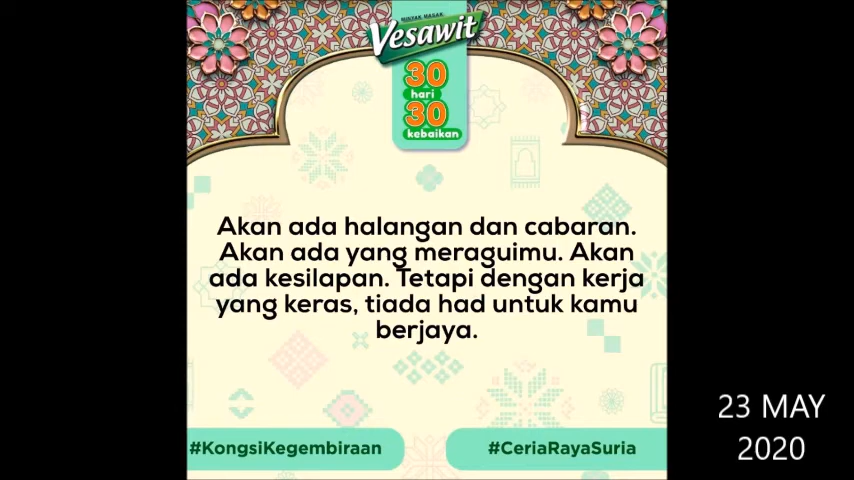 MINYAK MASAK
Vesawit
30
hari
30
kebaikan
Akan ada halangan dan cabaran.
Akan ada yang meraguimu. Akan
ada kesilapan. Tetapi dengan kerja
yang keras, tiada had untuk kamu
berjaya.
#KongsiKegembiraan
#CeriaRayaSuria
23 MAY
2020